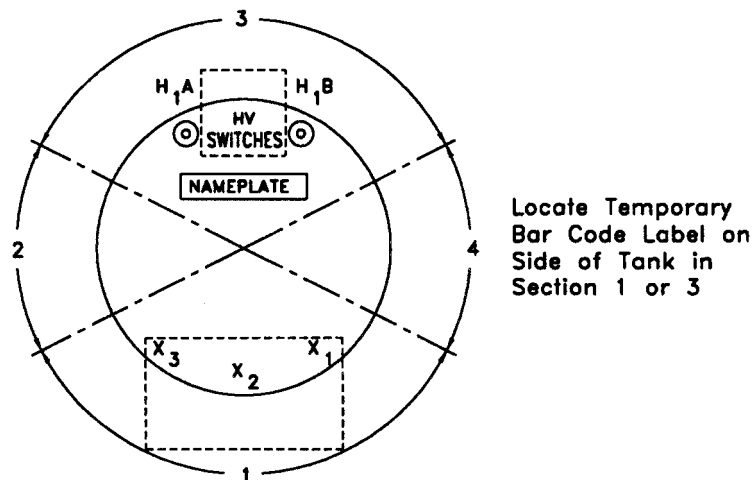 3
H₁A H₁B
HV
SWITCHES
NAMEPLATE
2
4
Locate Temporary
Bar Code Label on
Side of Tank in
Section 1 or 3
X₃ X₁
X₂
1